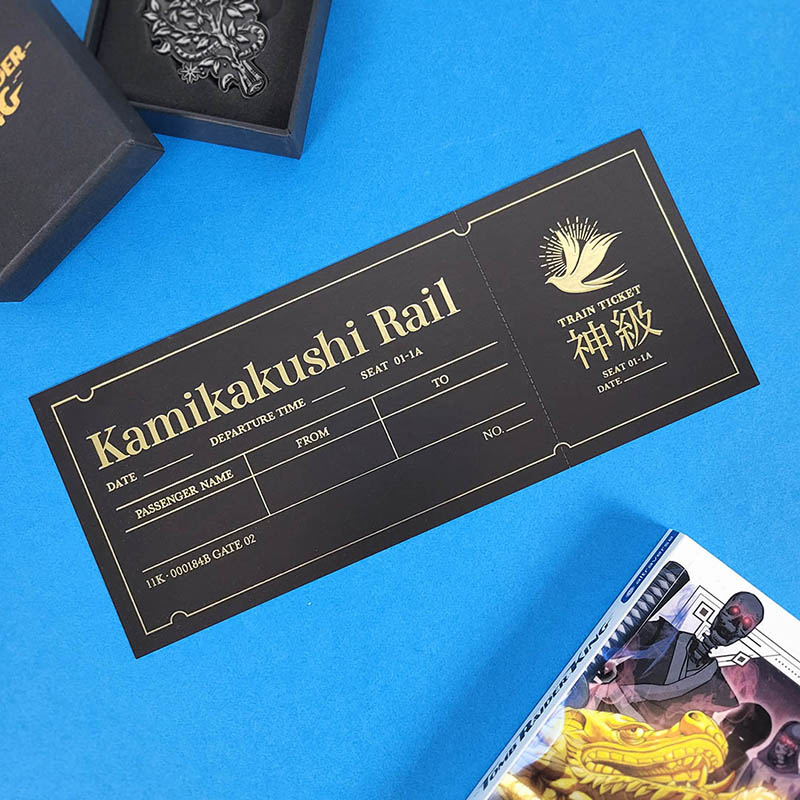 Kamikakushi Rail
DATE DEPARTURE TIME SEAT 01-1A
PASSENGER NAME FROM TO
NO.
11K·000184B GATE 02
TRAIN TICKET
神級
SEAT 01-1A
DATE
altraverse
TOMB RAIDER KING